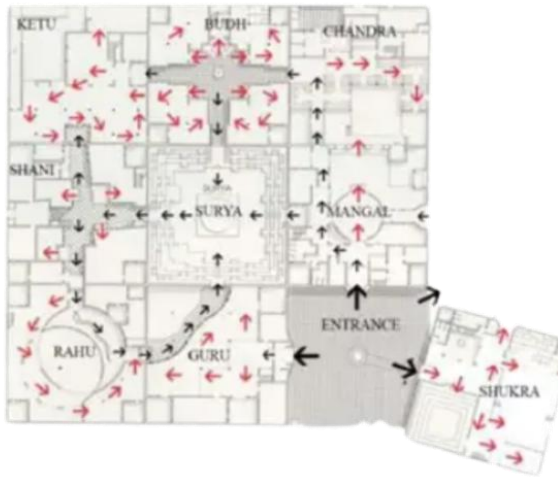 KETU
BUDH
CHANDRA
SHANI
SURYA
MANGAL
ENTRANCE
RAHU
GURU
SHUKRA